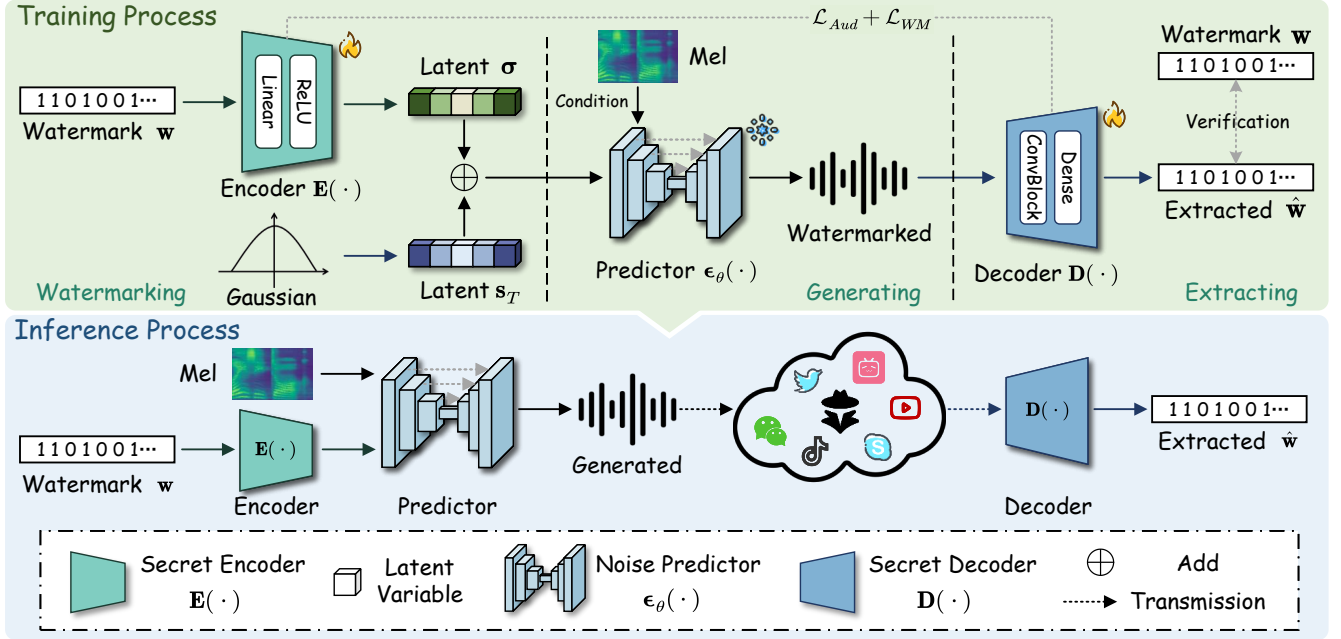 Training Process
𝓛_Aud + 𝓛_WM
1101001···
Watermark w
Linear
ReLU
Encoder E(·)
Latent σ
Gaussian
Latent s_T
Watermarking
Mel
Condition
Predictor ϵ_θ(·)
Watermarked
Generating
ConvBlock
Dense
Decoder D(·)
Watermark w
1101001···
Verification
1101001···
Extracted ŵ
Extracting
Inference Process
Mel
1101001···
Watermark w
E(·)
Encoder
Predictor
Generated
S
D(·)
Decoder
1101001···
Extracted ŵ
Secret Encoder
E(·)
Latent
Variable
Noise Predictor
ϵ_θ(·)
Secret Decoder
D(·)
Add
Transmission